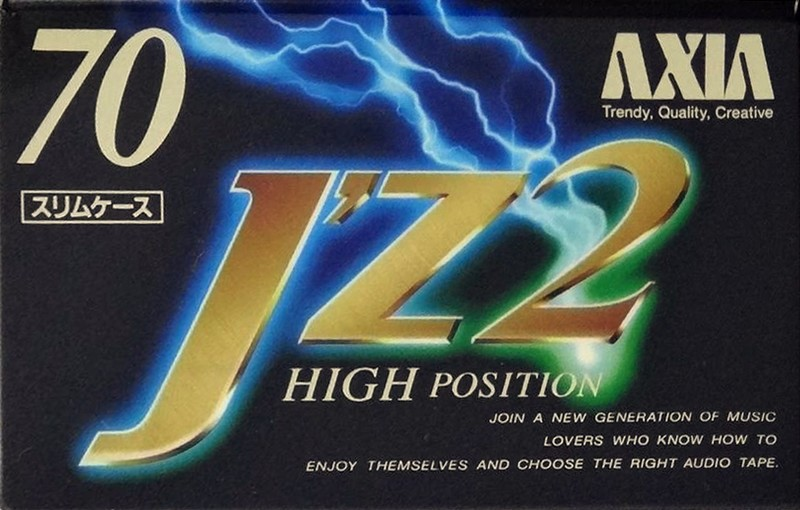 70
AXIA
Trendy, Quality, Creative
スリムケース
J'Z2
HIGH POSITION
JOIN A NEW GENERATION OF MUSIC
LOVERS WHO KNOW HOW TO
ENJOY THEMSELVES AND CHOOSE THE RIGHT AUDIO TAPE.